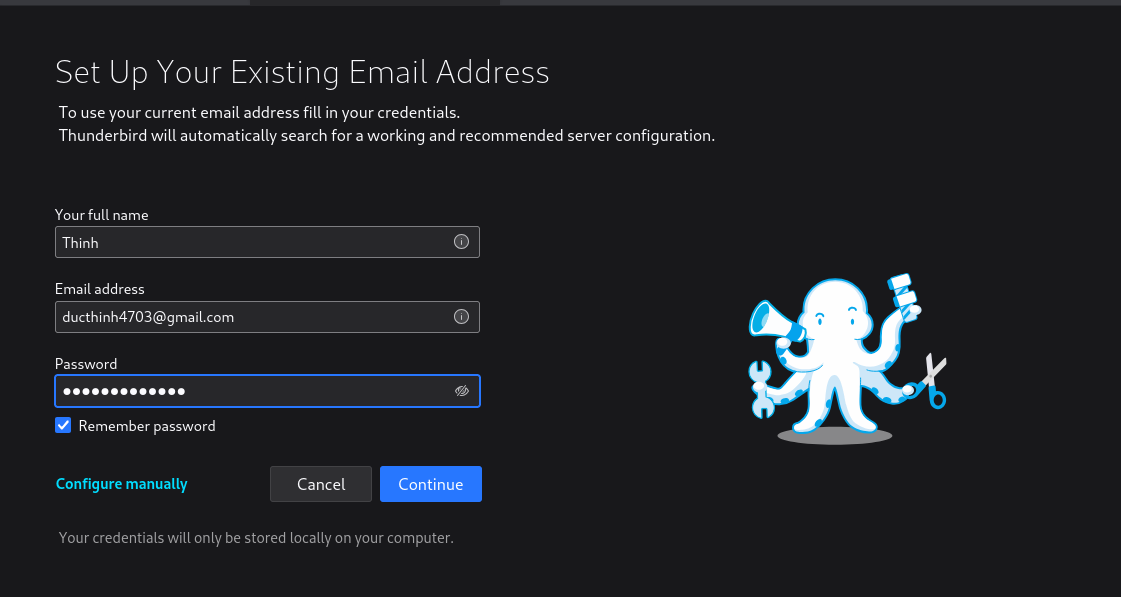 Set Up Your Existing Email Address
To use your current email address fill in your credentials.
Thunderbird will automatically search for a working and recommended server configuration.
Your full name
Thinh
Email address
ducthinh4703@gmail.com
Password
●●●●●●●●●●●●●
Remember password
Configure manually
Cancel
Continue
Your credentials will only be stored locally on your computer.